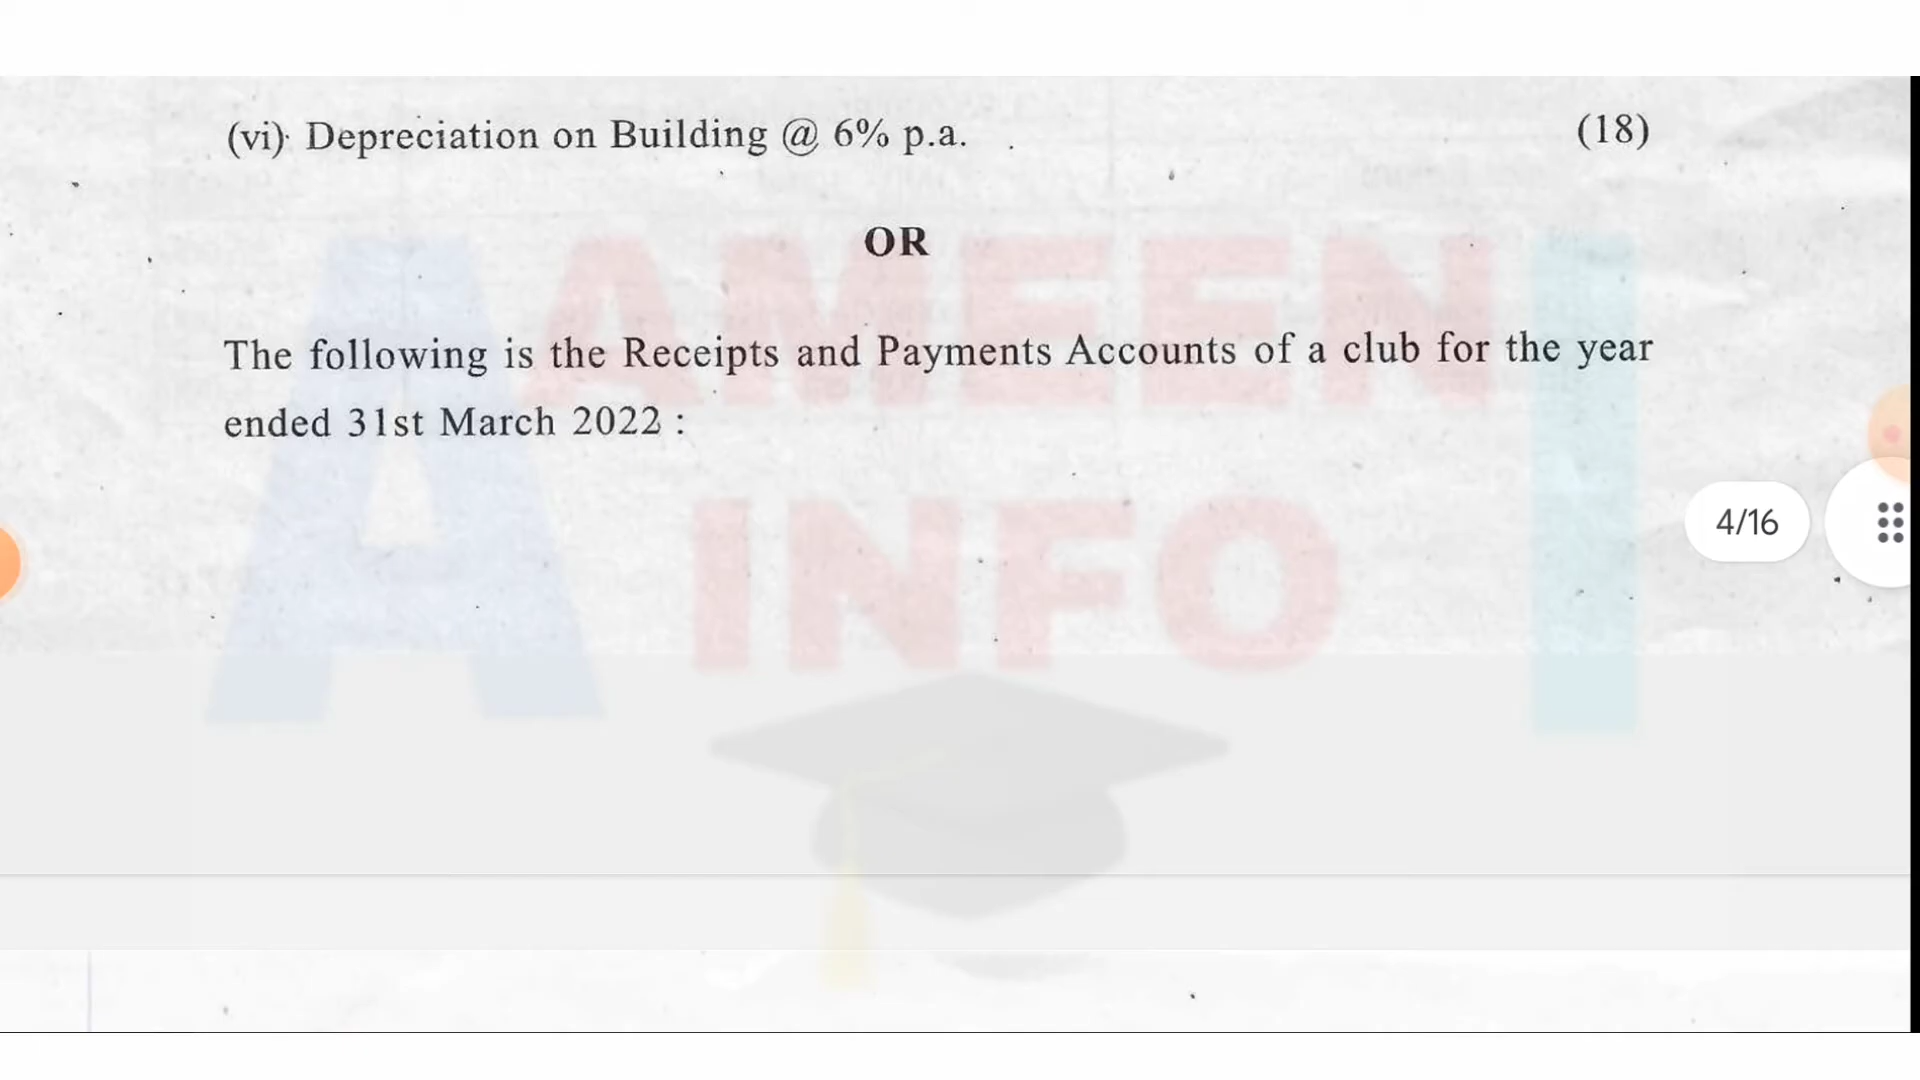 (vi) Depreciation on Building @ 6% p.a. (18)
OR
The following is the Receipts and Payments Accounts of a club for the year
ended 31st March 2022 :
4/16
A AMEEN I
INFO